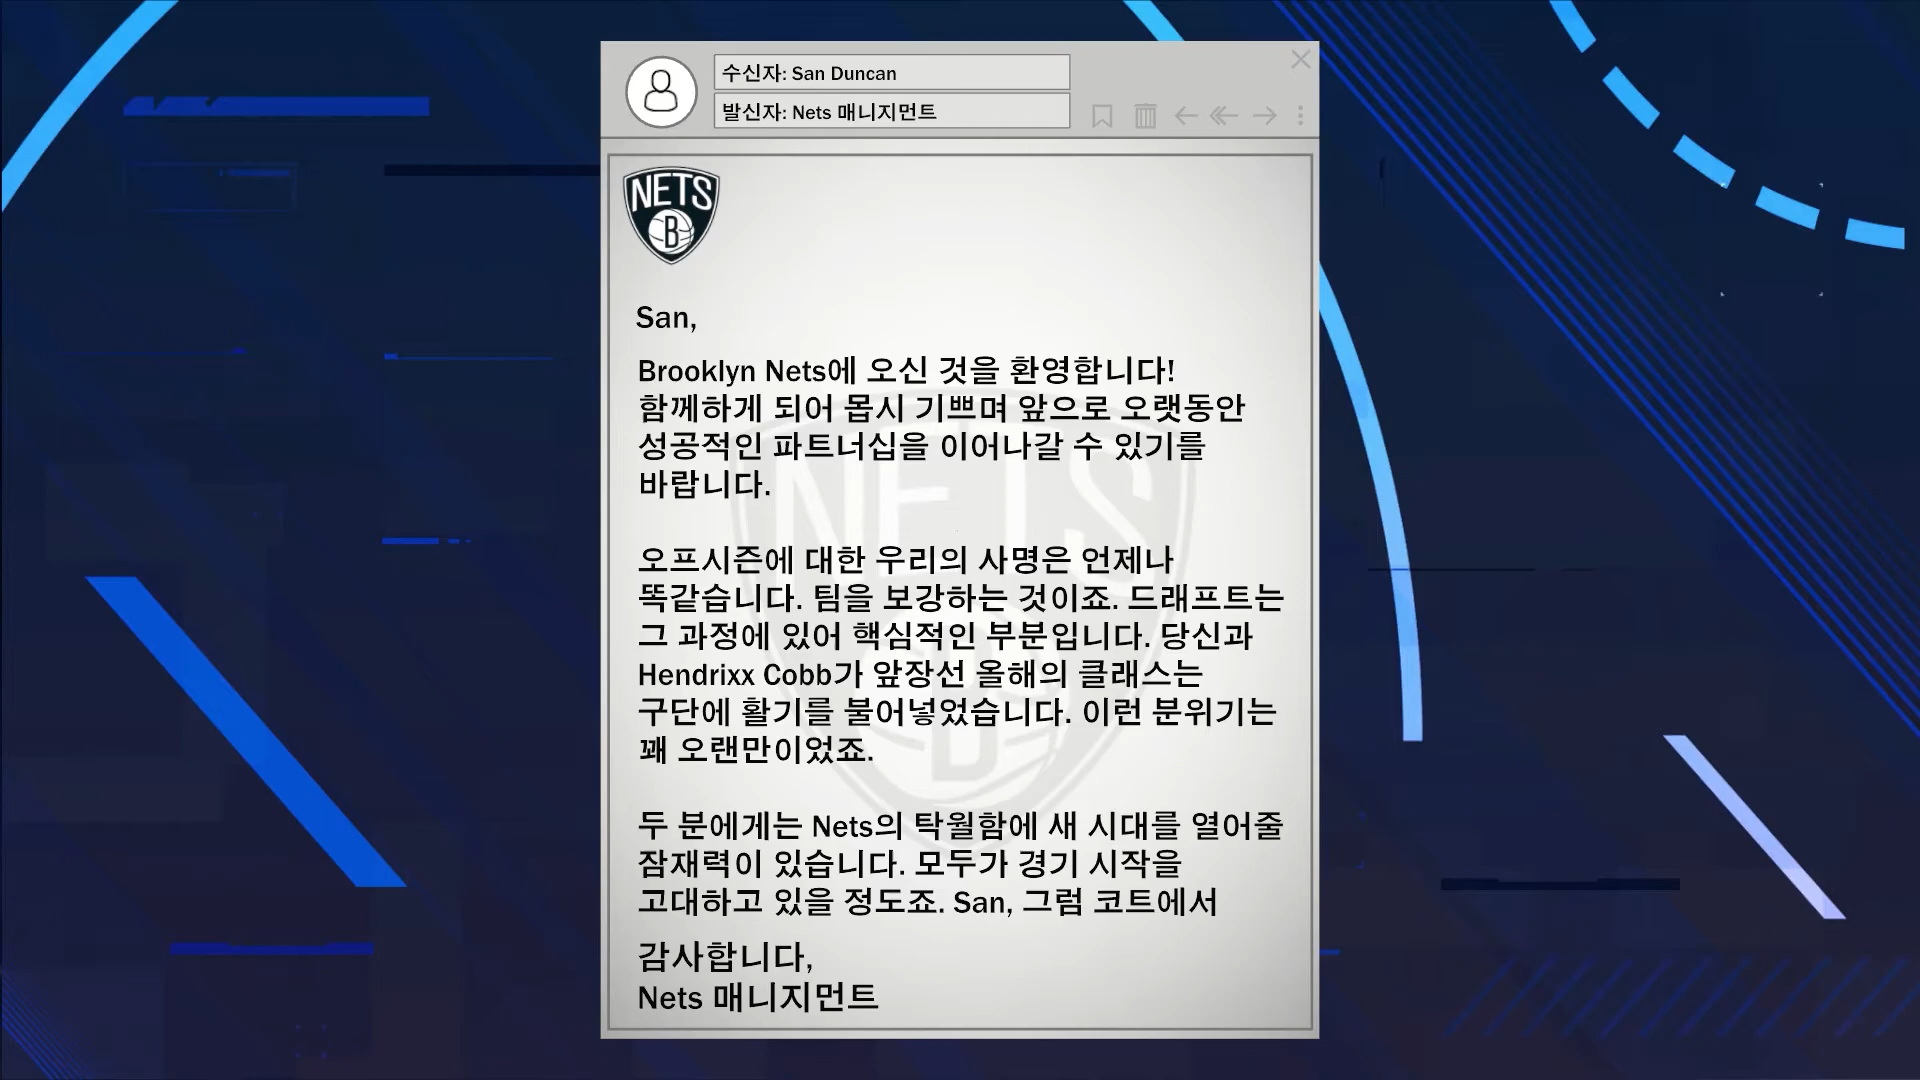 수신자: San Duncan
발신자: Nets 매니지먼트
NETS
B
San,
Brooklyn Nets에 오신 것을 환영합니다!
함께하게 되어 몹시 기쁘며 앞으로 오랫동안
성공적인 파트너십을 이어나갈 수 있기를
바랍니다.
오프시즌에 대한 우리의 사명은 언제나
똑같습니다. 팀을 보강하는 것이죠. 드래프트는
그 과정에 있어 핵심적인 부분입니다. 당신과
Hendrixx Cobb가 앞장선 올해의 클래스는
구단에 활기를 불어넣었습니다. 이런 분위기는
꽤 오랜만이었죠.
두 분에게는 Nets의 탁월함에 새 시대를 열어줄
잠재력이 있습니다. 모두가 경기 시작을
고대하고 있을 정도죠. San, 그럼 코트에서
감사합니다,
Nets 매니지먼트